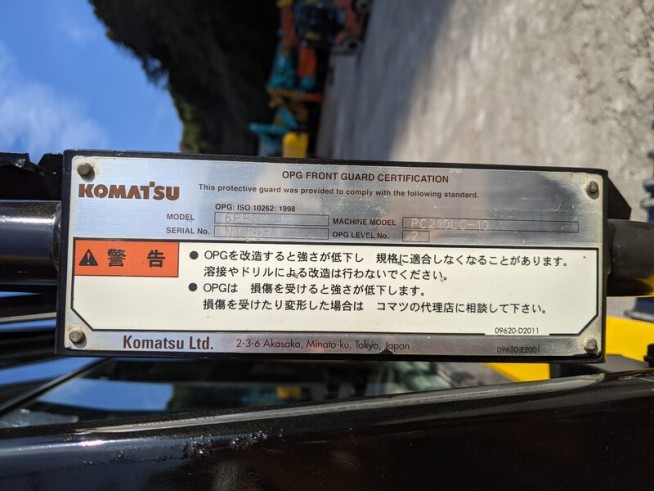 OPG FRONT GUARD CERTIFICATION
KOMATSU
This protective guard was provided to comply with the following standard.
OPG: ISO 10262: 1998
MODEL
MACHINE MODEL
SERIAL No.
OPG LEVEL 2
警告
● OPGを改造すると強さが低下し 規格に適合しなくなることがあります。
溶接やドリルによる改造は行わないでください。
● OPGは 損傷を受けると強さが低下します。
損傷を受けたり変形した場合は コマツの代理店に相談して下さい。
09620-D2011
Komatsu Ltd. 2-3-6 Akasaka, Minato-ku, Tokyo, Japan
09620-E2001